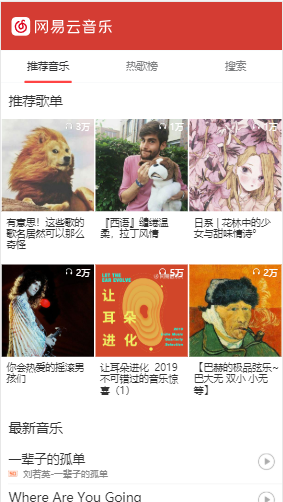 网易云音乐
推荐音乐 热歌榜 搜索
推荐歌单
3万 1万 1万
有意思！这些歌的
歌名居然可以那么
奇怪
『西语』缱绻温
柔，拉丁风情
日系 | 花林中的少
女与甜味情诗°
2万 5万 2万
LET THE
EAR EVOLVE
让
耳朵
进化
2019
你会热爱的摇滚男
孩们
让耳朵进化 2019
不可错过的音乐惊
喜（1）
【巴赫的极品弦乐~
巴大无 双小 小无
等】
最新音乐
一辈子的孤单
SQ 刘若英-一辈子的孤单
Where Are You Going